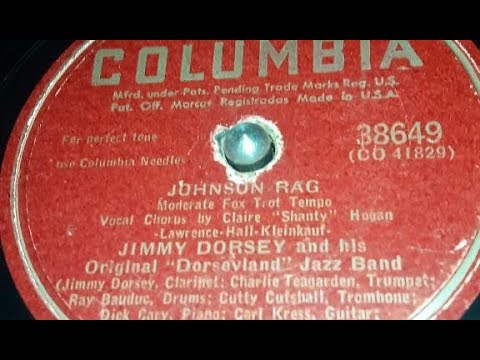 COLUMBIA
Mfrd. under Pats. Pending Trade Marks Reg. U.S.
Pat. Off. Marcas Registradas Made in U.S.A.
For perfect tone
use Columbia Needles
38649
(CO 41829)
JOHNSON RAG
Moderate Fox Trot Tempo
Vocal Chorus by Claire "Shanty" Hogan
-Lawrence-Hall-Kleinkauf-
JIMMY DORSEY and his
Original "Dorseyland" Jazz Band
(Jimmy Dorsey, Clarinet; Charlie Teagarden, Trumpet;
Ray Bauduc, Drums; Cutty Cutshall, Trombone;
Dick Cary, Piano; Carl Kress, Guitar;